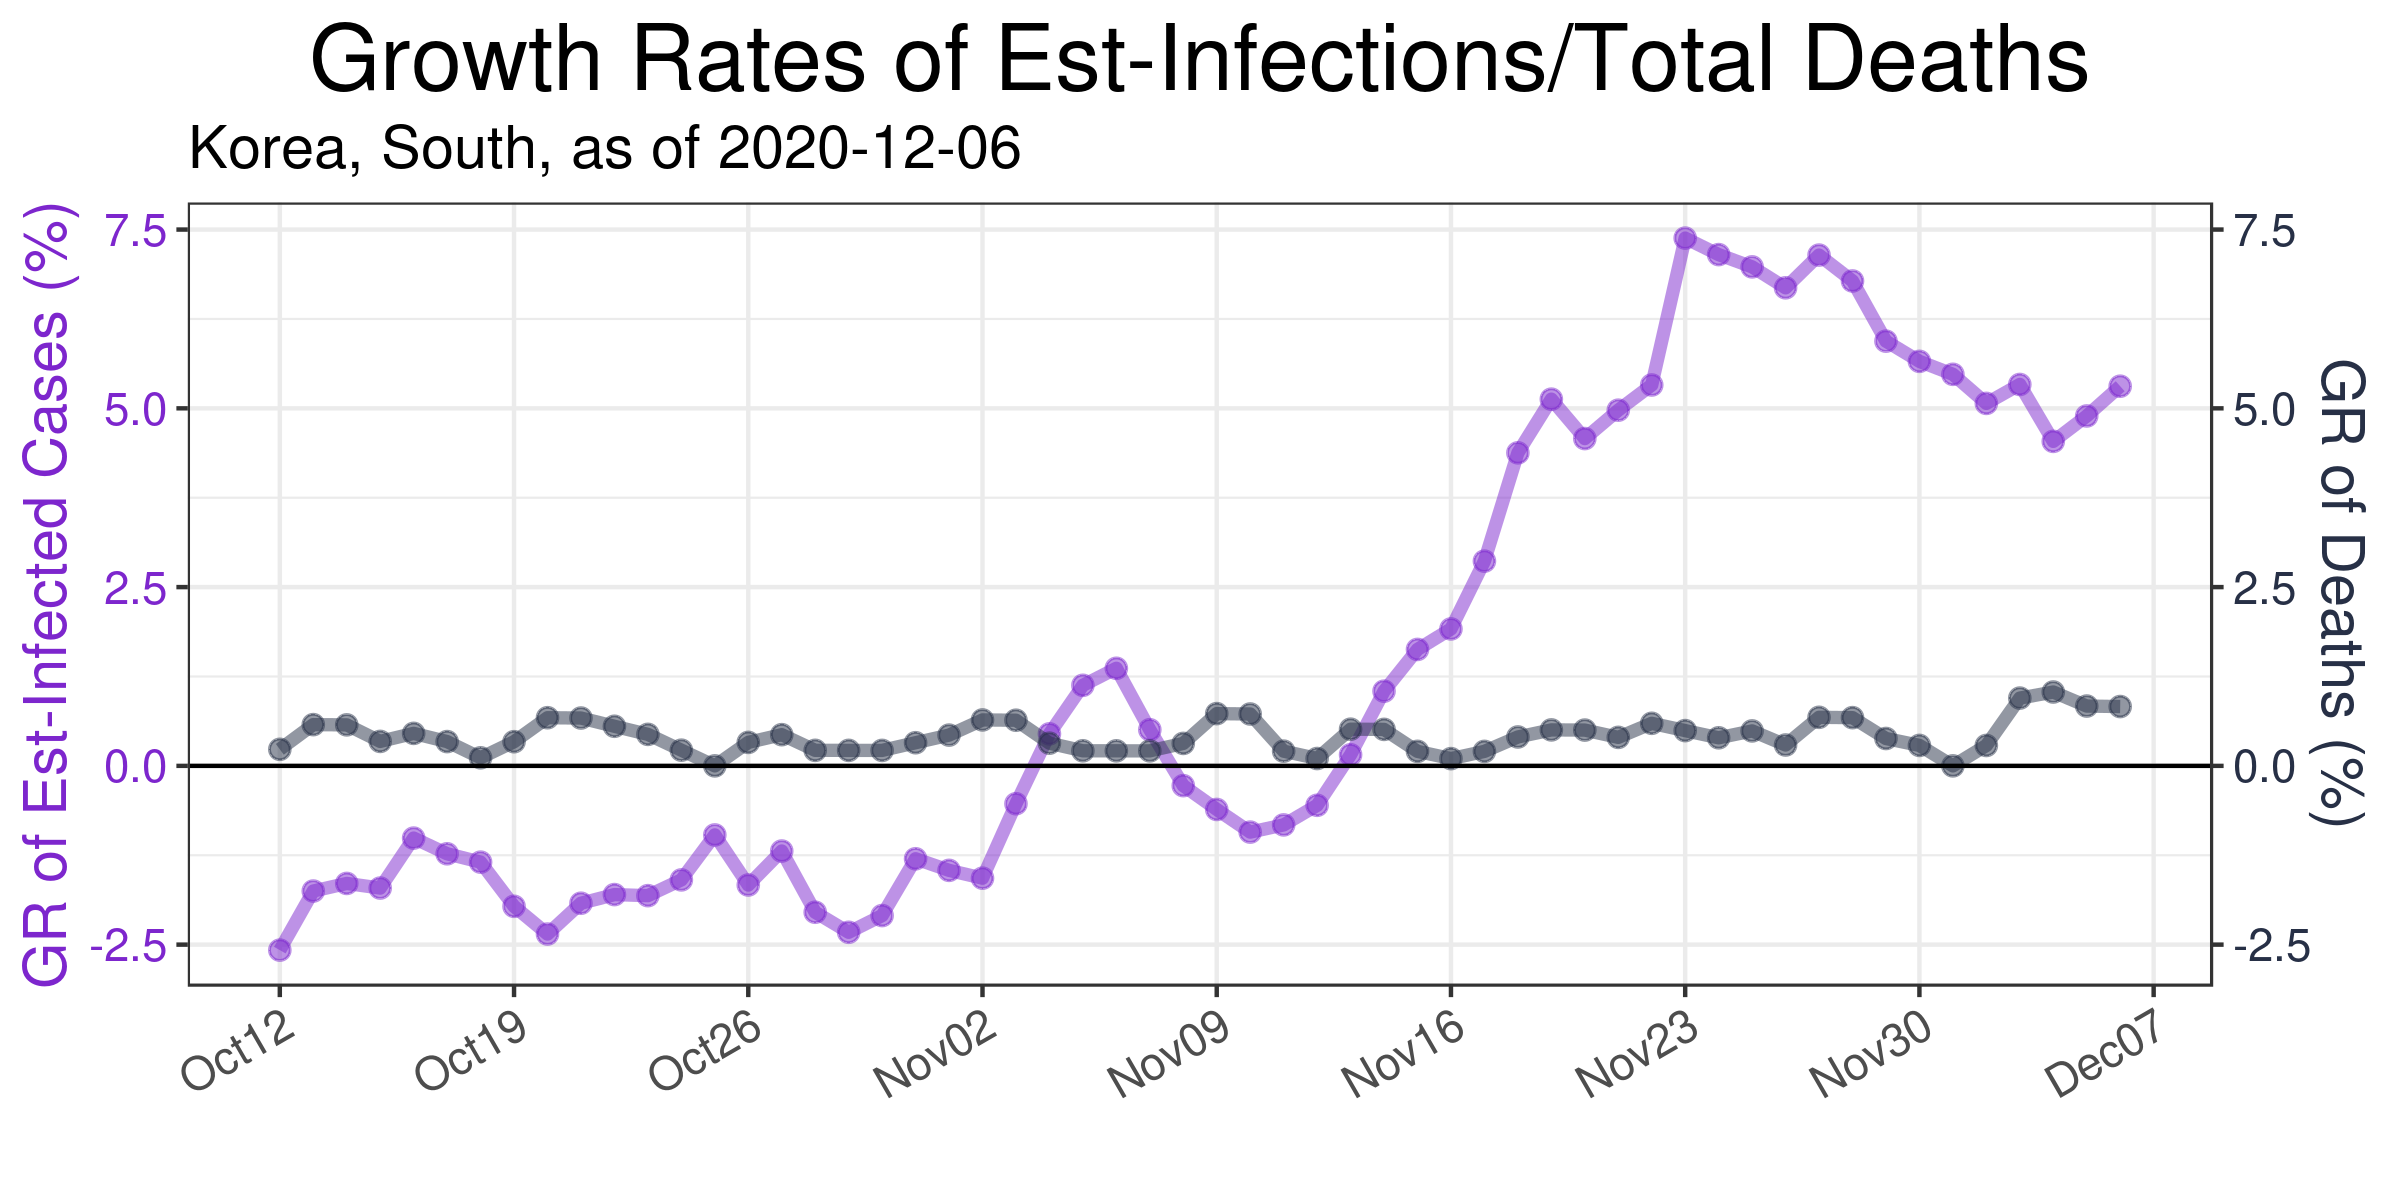 Growth Rates of Est-Infections/Total Deaths
Korea, South, as of 2020-12-06
GR of Est-Infected Cases (%)
7.5
5.0
2.5
0.0
-2.5
7.5
5.0
2.5
0.0
-2.5
GR of Deaths (%)
Oct12
Oct19
Oct26
Nov02
Nov09
Nov16
Nov23
Nov30
Dec07